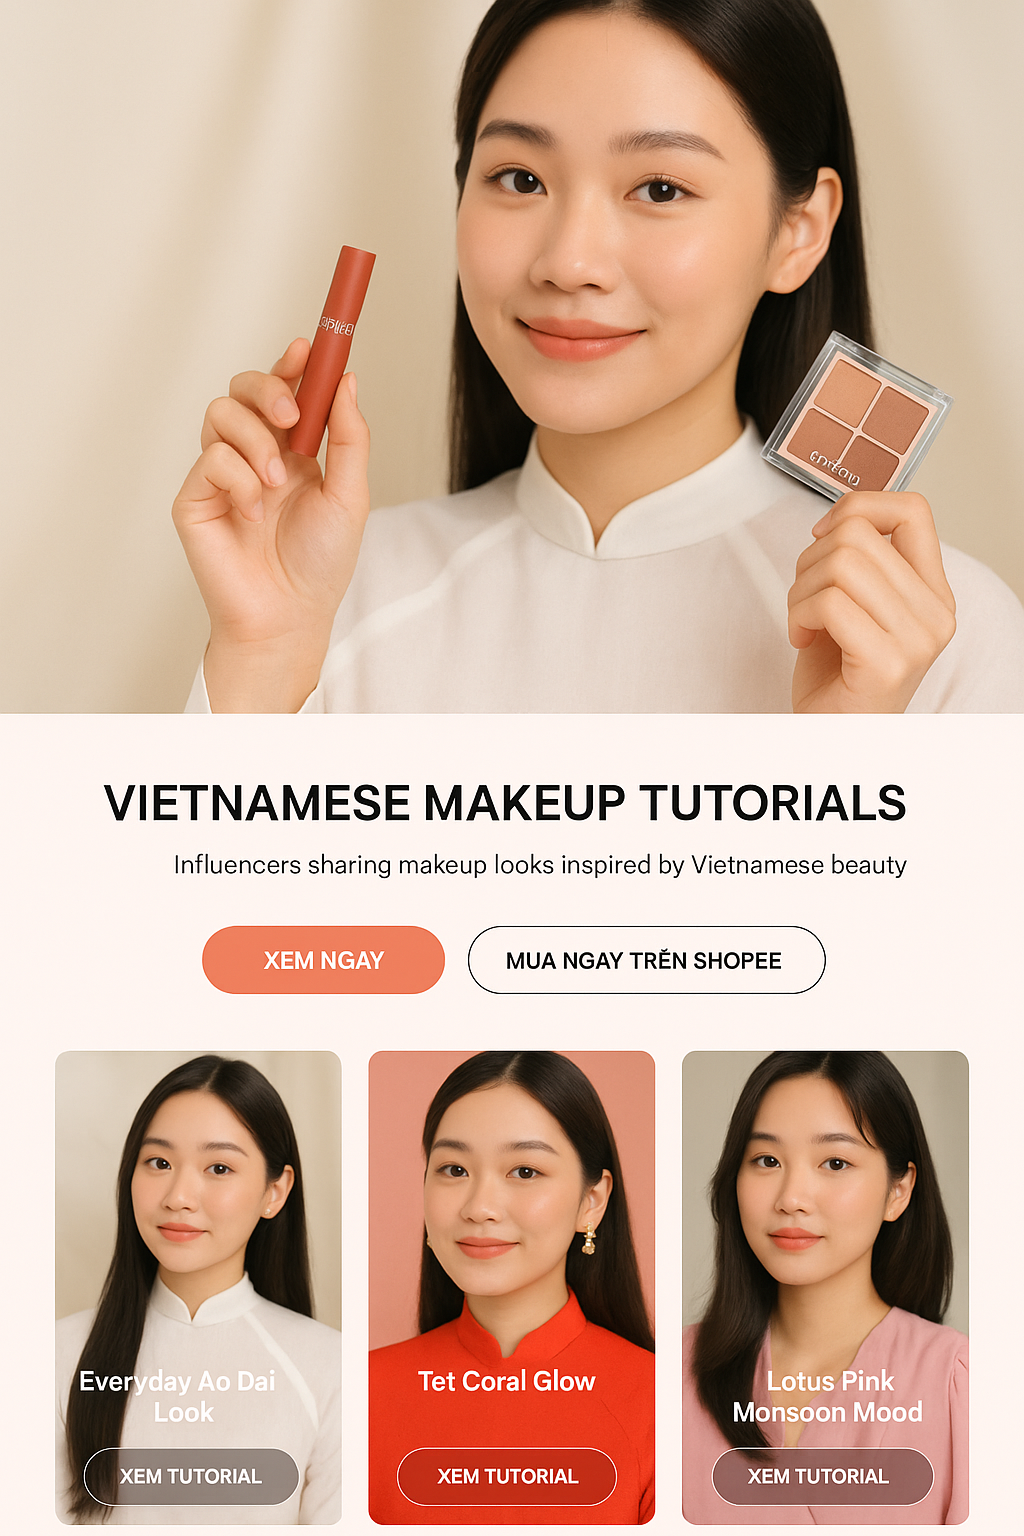 VIETNAMESE MAKEUP TUTORIALS
Influencers sharing makeup looks inspired by Vietnamese beauty
XEM NGAY
MUA NGAY TRĚN SHOPEE
Everyday Ao Dai
Look
XEM TUTORIAL
Tet Coral Glow
XEM TUTORIAL
Lotus Pink
Monsoon Mood
XEM TUTORIAL